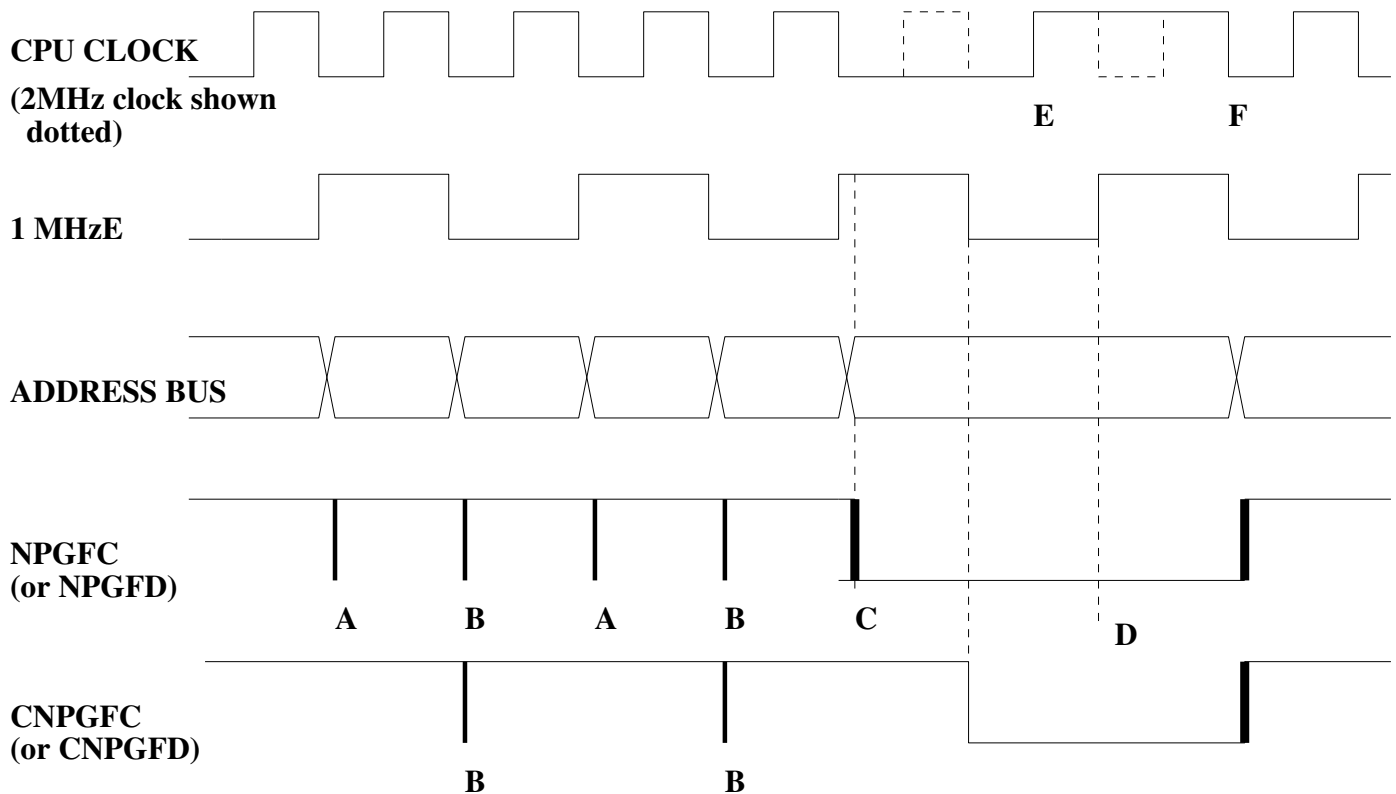 CPU CLOCK
(2MHz clock shown
dotted)
E F
1 MHzE
ADDRESS BUS
NPGFC
(or NPGFD)
A B A B C D
CNPGFC
(or CNPGFD)
B B